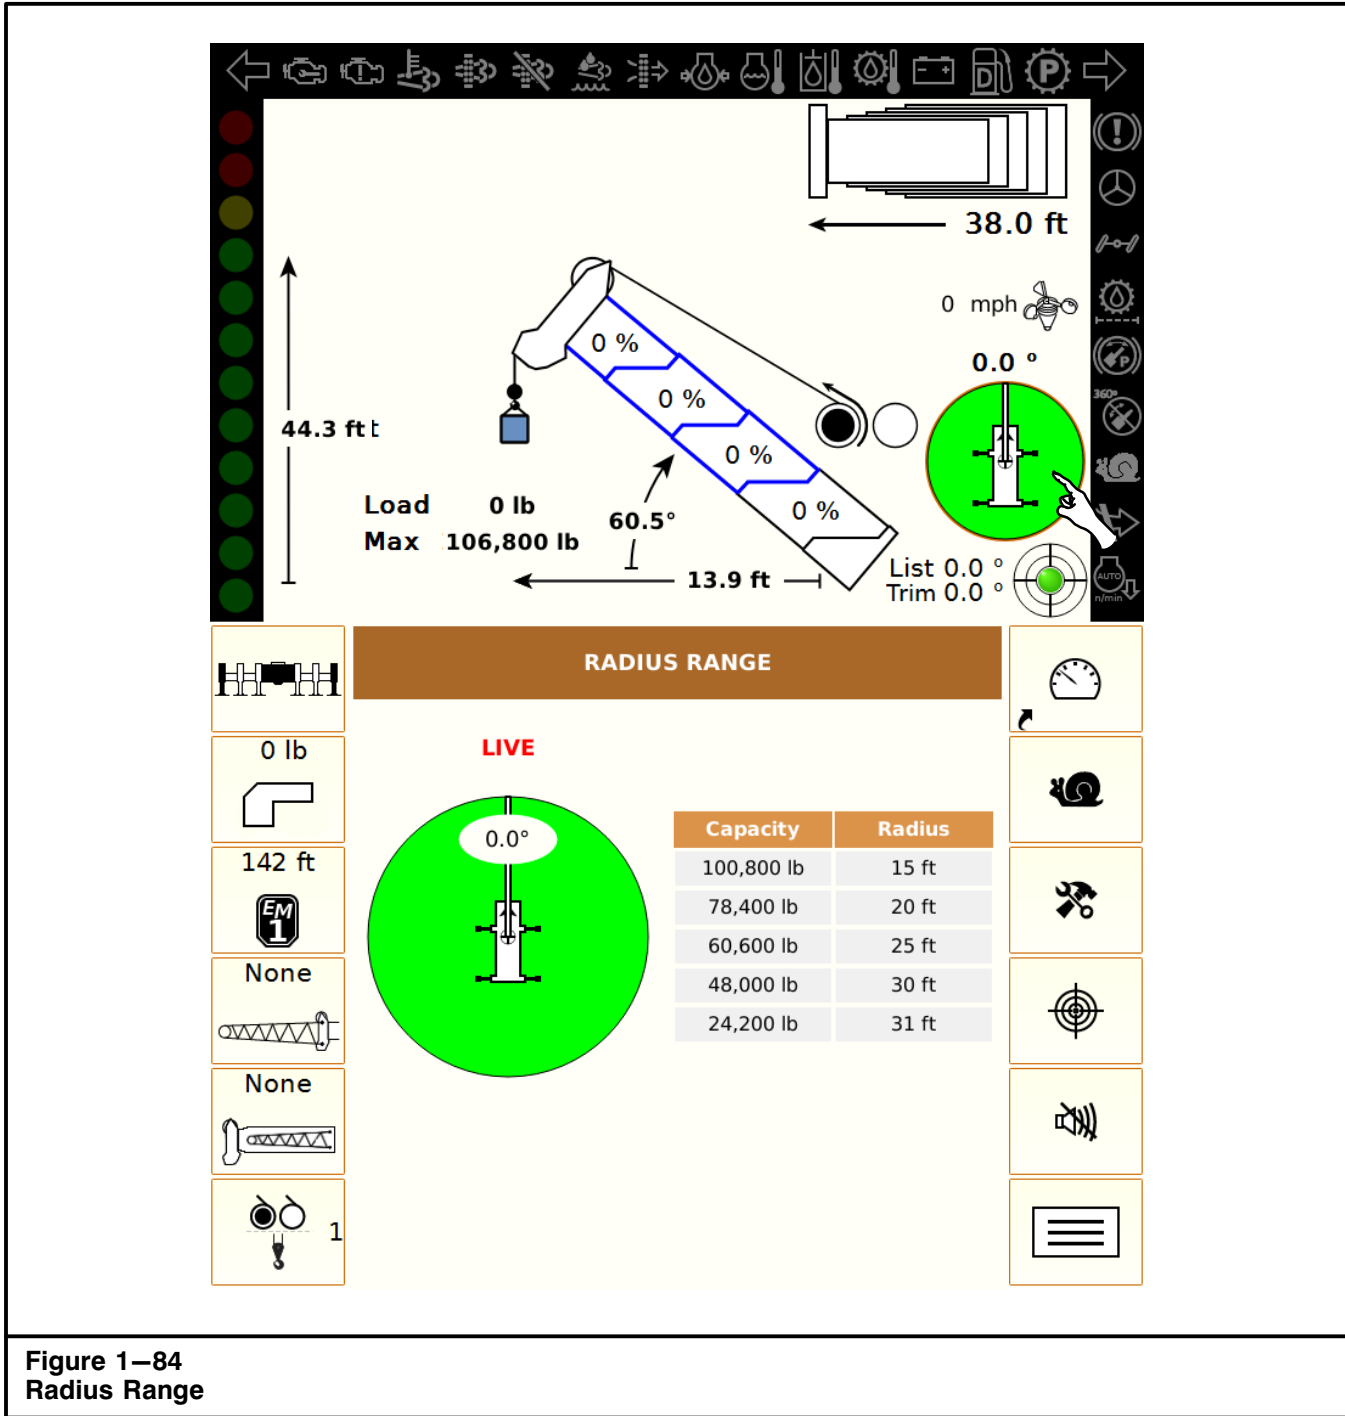 D
P
38.0 ft
0 mph
P
0.0 °
360°
0 %
0 %
44.3 ft t
0 %
Load 0 lb
0 %
60.5°
Max 106,800 lb
13.9 ft
List 0.0 °
Trim 0.0 °
AUTO
n/min
RADIUS RANGE
0 lb
LIVE
Capacity Radius
0.0°
142 ft
100,800 lb 15 ft
EM
1
78,400 lb 20 ft
60,600 lb 25 ft
None
48,000 lb 30 ft
24,200 lb 31 ft
None
1
Figure 1–84
Radius Range